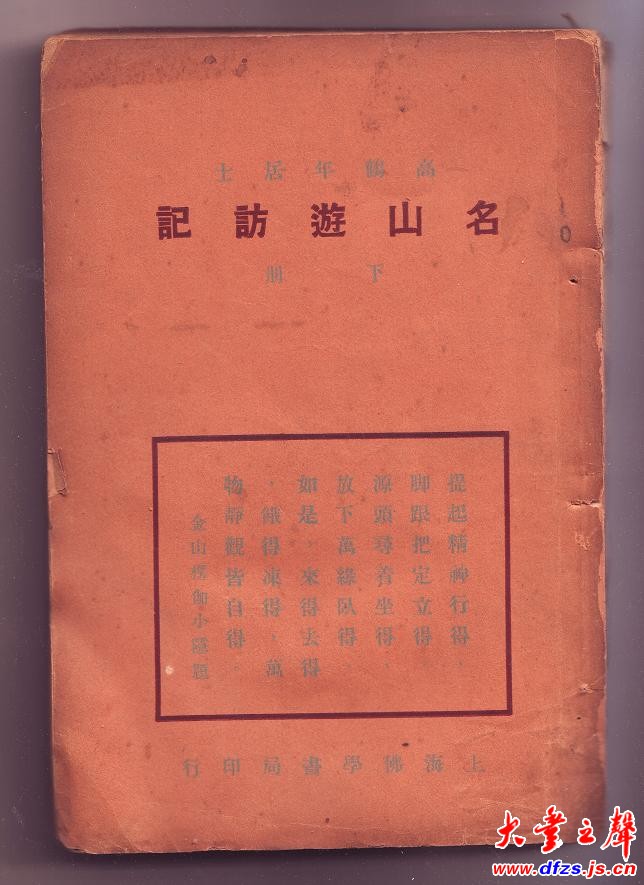 高鶴年居士
名山遊訪記
下冊
提起精神行得，
脚跟把定立得，
源頭尋着坐得，
放下萬緣臥得，
如是，來得去得
，餓得凍得，萬
物靜觀皆自得。
金山楞伽小隱題
上海佛學書局印行
大豐之聲
www.dfzs.js.cn